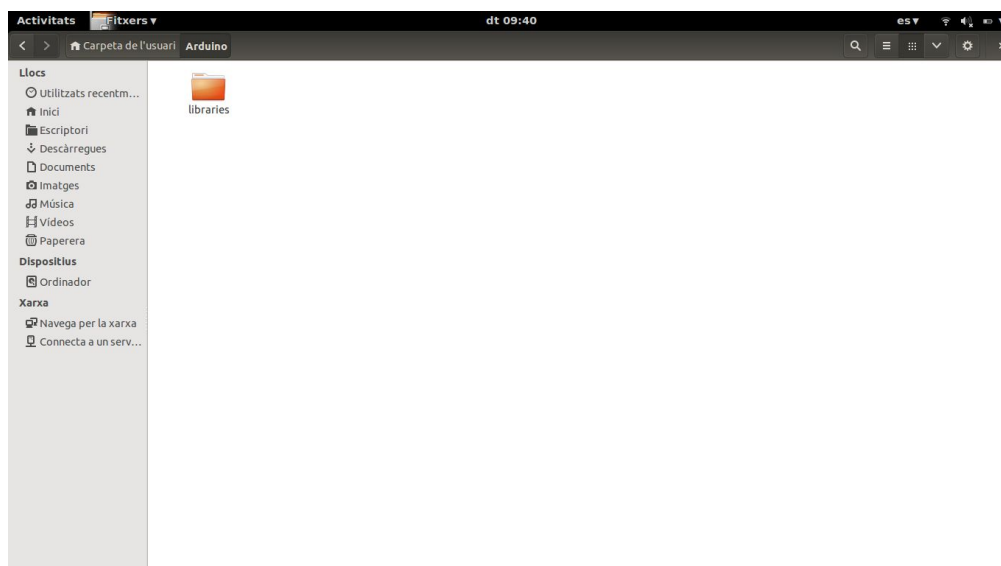 Activitats Fitxers dt 09:40 es
Carpeta de l'usuari Arduino
Llocs
Utilitzats recentm...
Inici
Escriptori
Descàrregues
Documents
Imatges
Música
Vídeos
Paperera
Dispositius
Ordinador
Xarxa
Navega per la xarxa
Connecta a un serv...
libraries